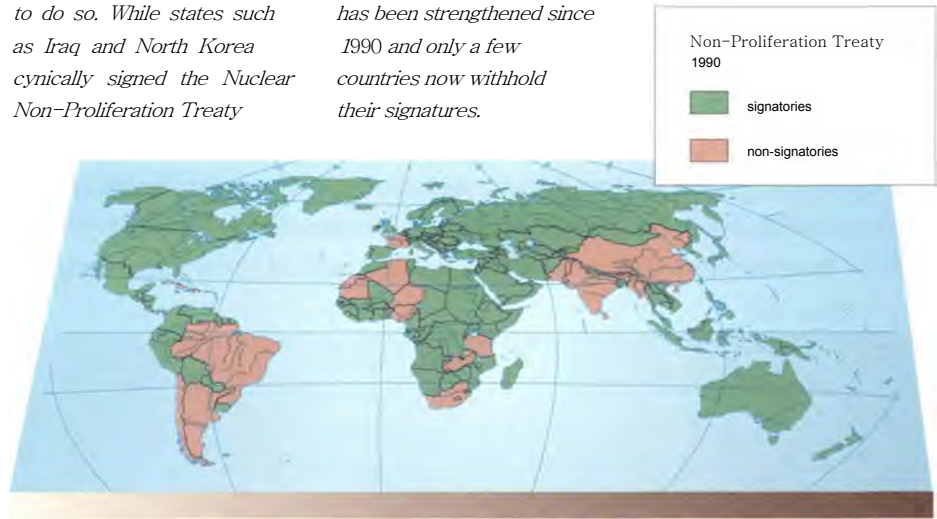 to do so. While states such
as Iraq and North Korea
cynically signed the Nuclear
Non-Proliferation Treaty
has been strengthened since
1990 and only a few
countries now withhold
their signatures.
Non-Proliferation Treaty
1990
signatories
non-signatories